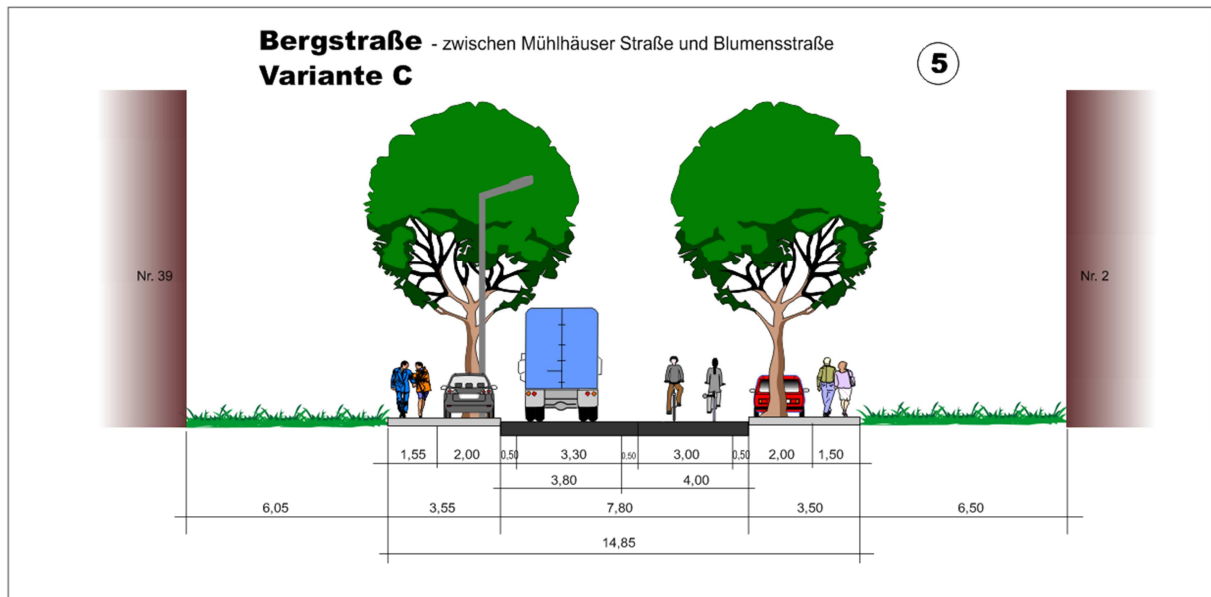 Bergstraße - zwischen Mühlhäuser Straße und Blumensstraße
Variante C
5
Nr. 39
Nr. 2
1,55 2,00 0,50 3,30 0,50 3,00 0,50 2,00 1,50
3,80 4,00
6,05 3,55 7,80 3,50 6,50
14,85